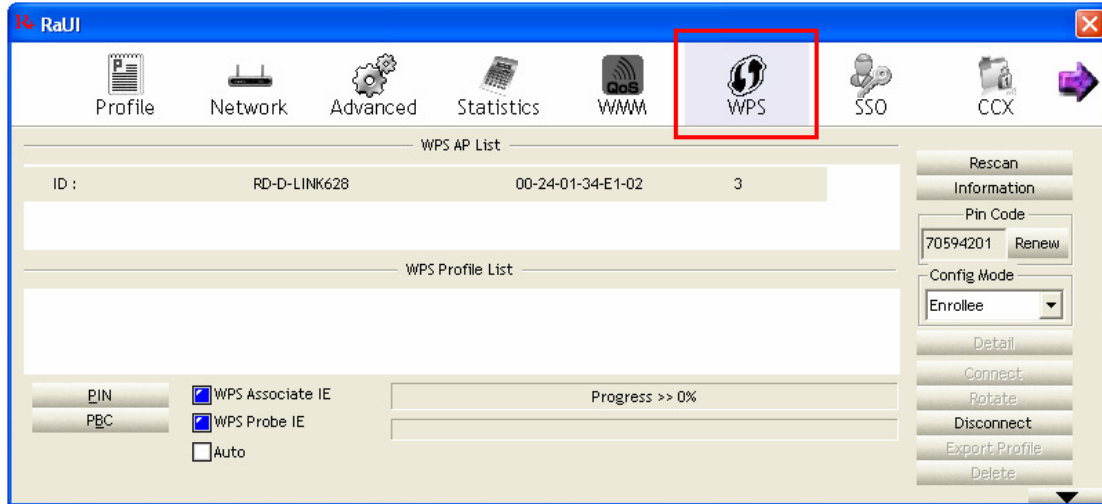 RaUI
Profile Network Advanced Statistics QoS WMM WPS SSO CCX
WPS AP List
ID : RD-D-LINK628 00-24-01-34-E1-02 3
Rescan
Information
Pin Code
70594201 Renew
WPS Profile List
Config Mode
Enrollee
Detail
PIN WPS Associate IE Progress >> 0% Connect
PBC WPS Probe IE Rotate
Disconnect
Auto Export Profile
Delete